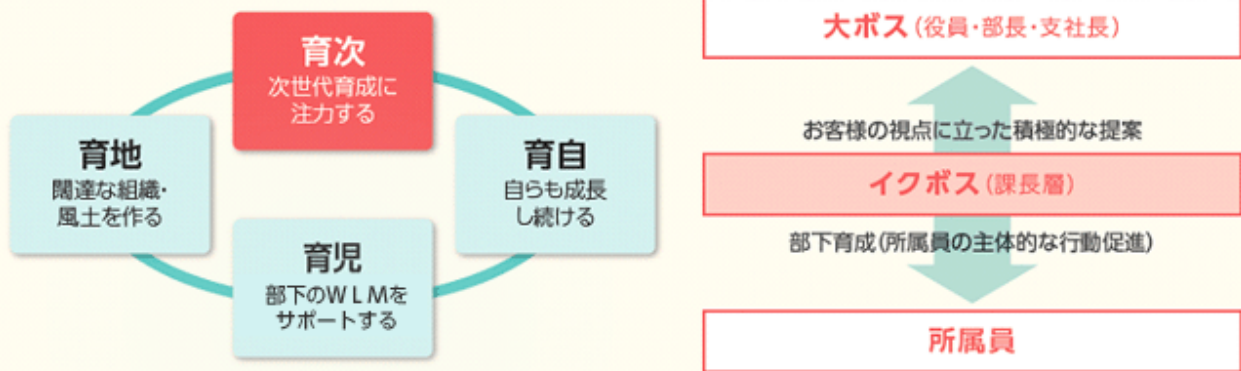 育次
次世代育成に
注力する
育地
闊達な組織・
風土を作る
育自
自らも成長
し続ける
育児
部下のWLMを
サポートする
大ボス(役員・部長・支社長)
お客様の視点に立った積極的な提案
イクボス(課長層)
部下育成(所属員の主体的な行動促進)
所属員